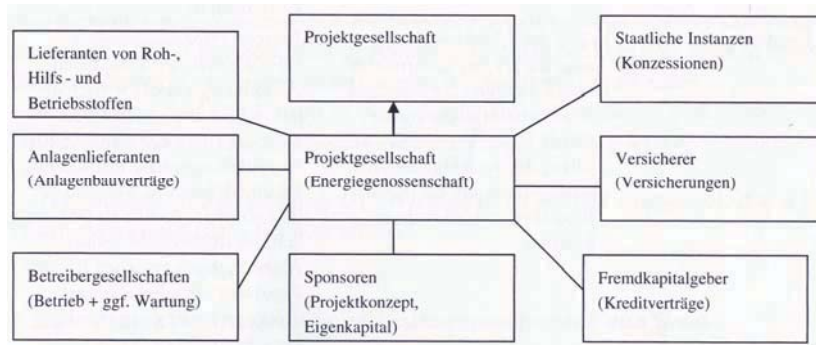 Lieferanten von Roh-,
Hilfs - und
Betriebsstoffen
Projektgesellschaft
Staatliche Instanzen
(Konzessionen)
Anlagenlieferanten
(Anlagenbauverträge)
Projektgesellschaft
(Energiegenossenschaft)
Versicherer
(Versicherungen)
Betreibergesellschaften
(Betrieb + ggf. Wartung)
Sponsoren
(Projektkonzept,
Eigenkapital)
Fremdkapitalgeber
(Kreditverträge)